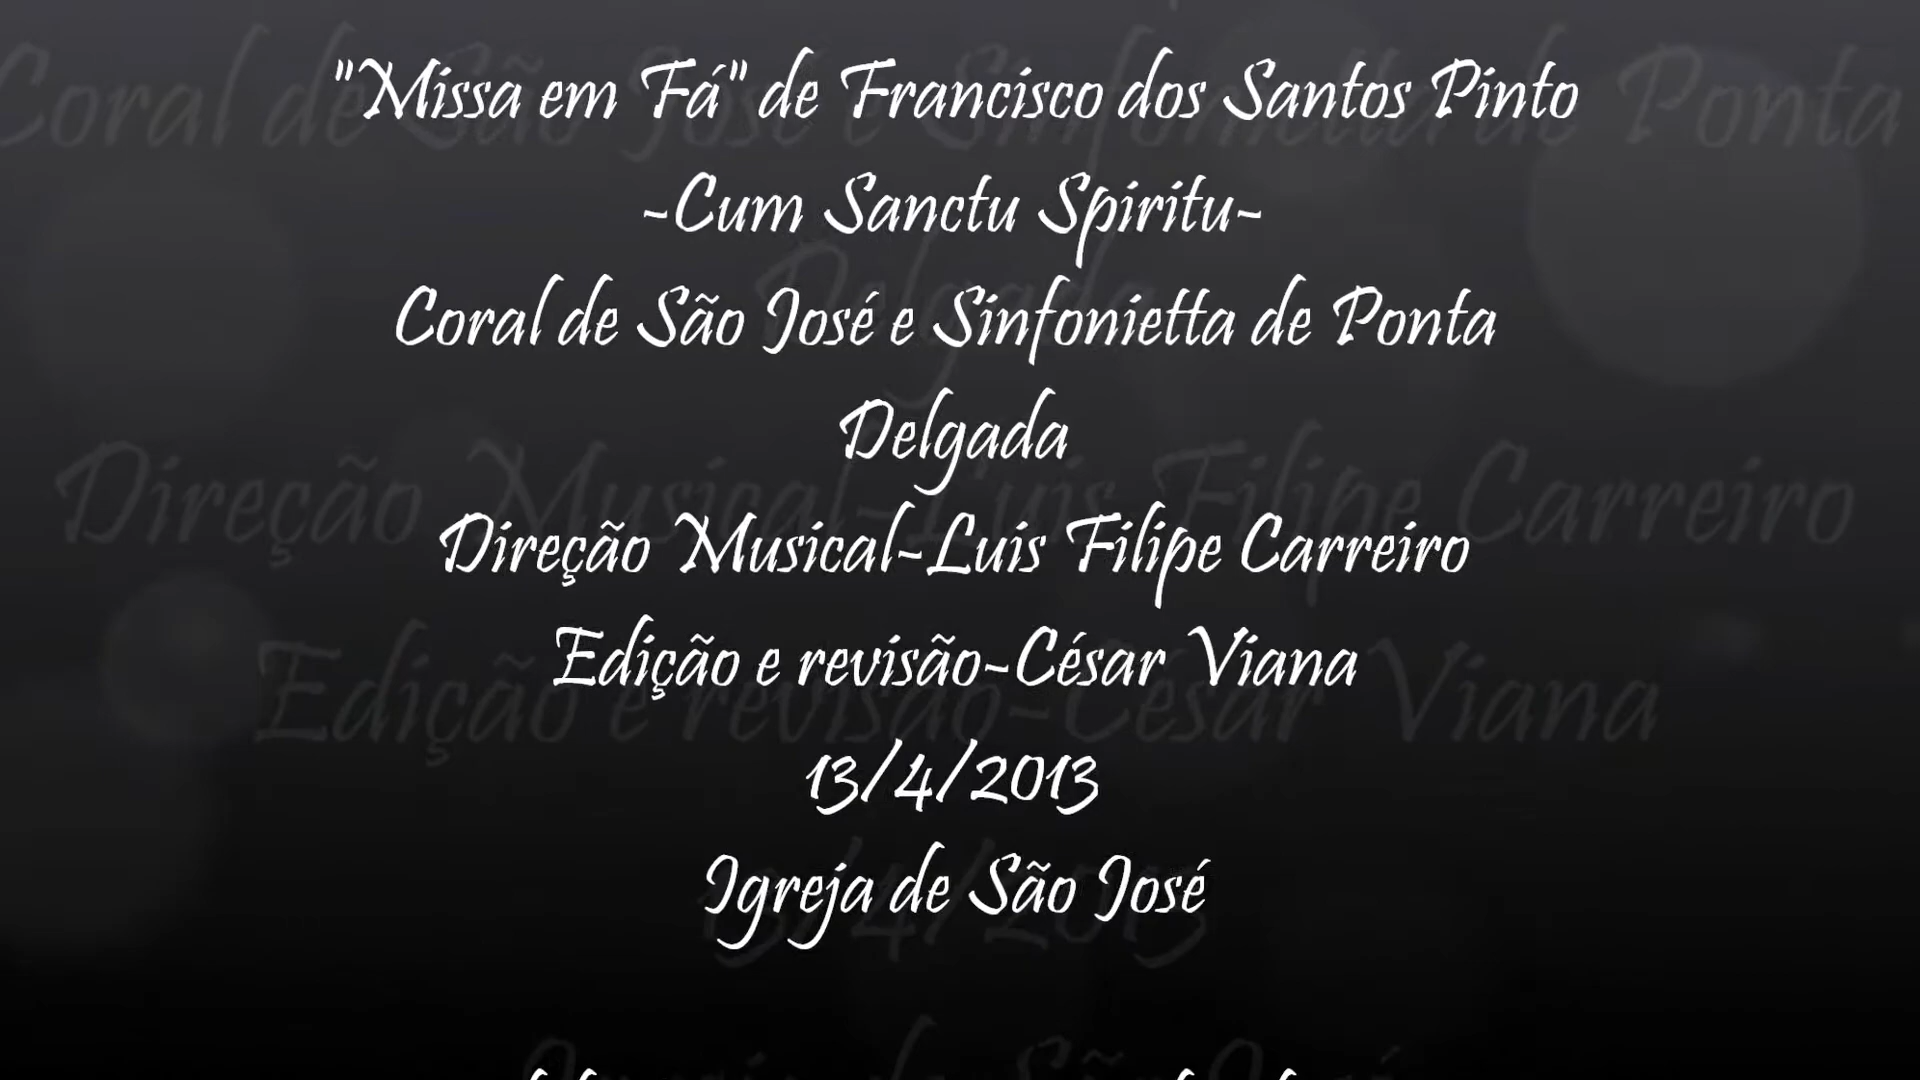 "Missa em Fá" de Francisco dos Santos Pinto
~Cum Sanctu Spiritu~
Coral de São José e Sinfonietta de Ponta
Delgada
Direção Musical~Luis Filipe Carreiro
Edição e revisão~César Viana
13/4/2013
Igreja de São José